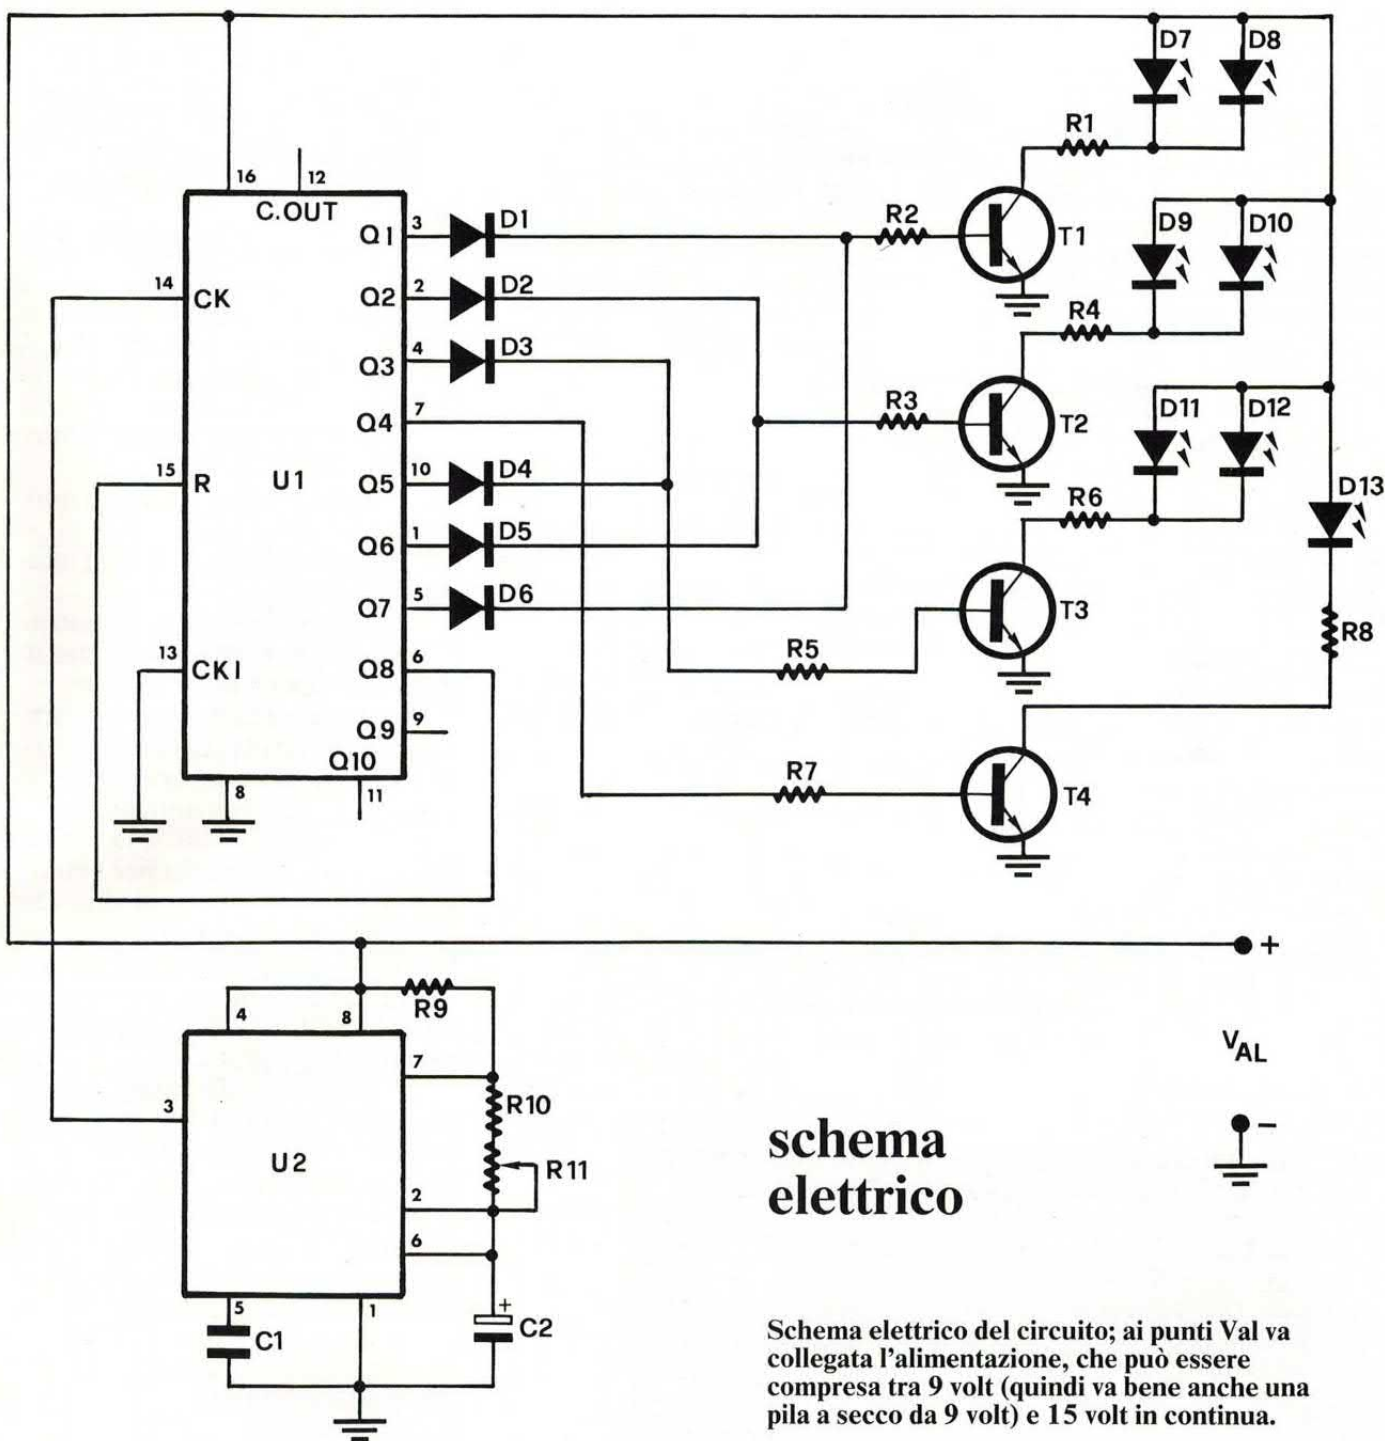 D7 D8
R1
16 12
C.OUT
Q1 3 D1 R2 T1 D9 D10
14 CK Q2 2 D2
R4
Q3 4 D3
Q4 7 R3 T2 D11 D12
15 R U1 Q5 10 D4 R6 D13
Q6 1 D5
Q7 5 D6 T3 R8
13 CKI Q8 6 R5
Q9 9
Q10
8 11 R7 T4
+
4 8 R9
VAL
7
3 R10
−
U2 R11
2
6
5 1
C1 + C2
schema
elettrico
Schema elettrico del circuito; ai punti Val va
collegata l'alimentazione, che può essere
compresa tra 9 volt (quindi va bene anche una
pila a secco da 9 volt) e 15 volt in continua.